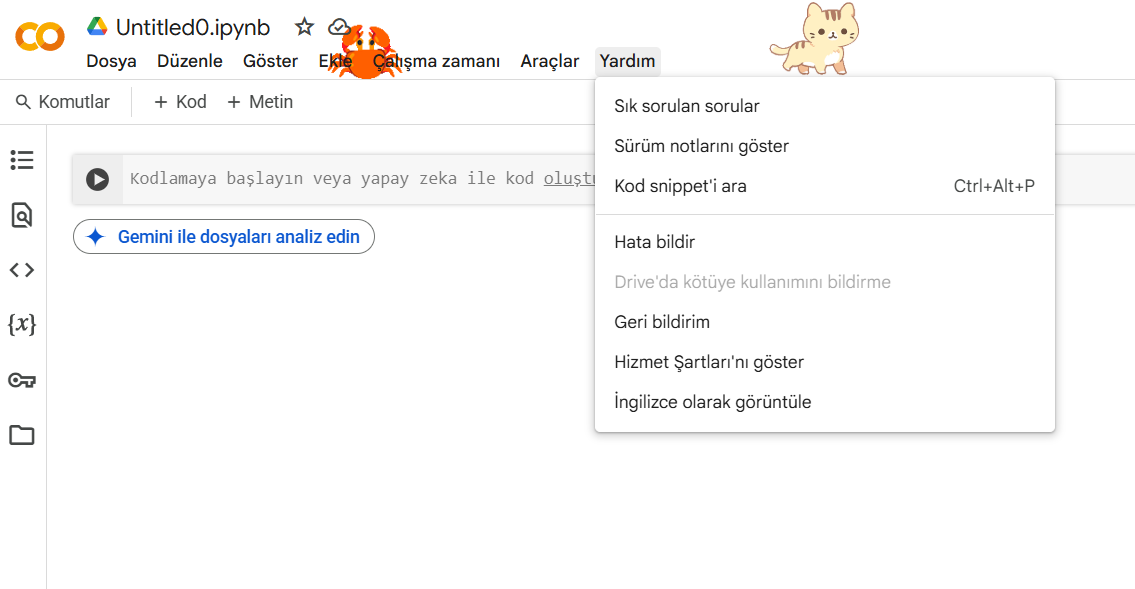 Untitled0.ipynb
Dosya Düzenle Göster Ekle Çalışma zamanı Araçlar Yardım
Komutlar + Kod + Metin
Kodlamaya başlayın veya yapay zeka ile kod oluştu
Gemini ile dosyaları analiz edin
Sık sorulan sorular
Sürüm notlarını göster
Kod snippet'i ara Ctrl+Alt+P
Hata bildir
Drive'da kötüye kullanımını bildirme
Geri bildirim
Hizmet Şartları'nı göster
İngilizce olarak görüntüle